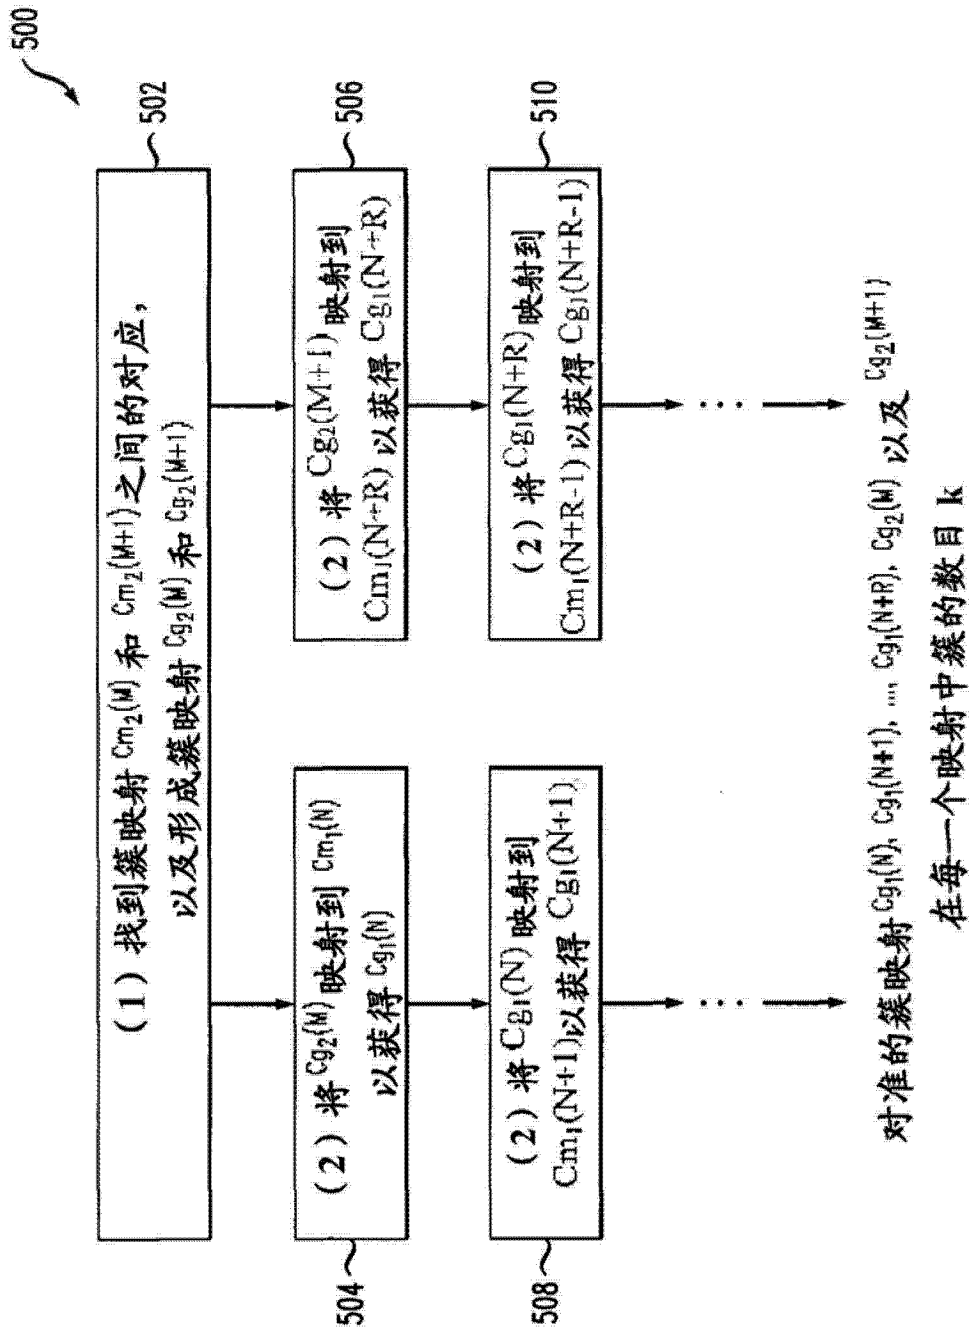 500
502
(1) 找到簇映射 Cm₂(M) 和 Cm₂(M+1) 之间的对应,
以及形成簇映射 Cg₂(M) 和 Cg₂(M+1)
504
(2) 将 Cg₂(M) 映射到 Cm₁(N)
以获得 Cg₁(N)
506
(2) 将 Cg₂(M+1) 映射到
Cm₁(N+R) 以获得 Cg₁(N+R)
508
(2) 将 Cg₁(N) 映射到
Cm₁(N+1)以获得 Cg₁(N+1)
510
(2) 将 Cg₁(N+R) 映射到
Cm₁(N+R-1) 以获得 Cg₁(N+R-1)
... ...
对准的簇映射 Cg₁(N), Cg₁(N+1), ..., Cg₁(N+R), Cg₂(M) 以及 Cg₂(M+1)
在每一个映射中簇的数目 k